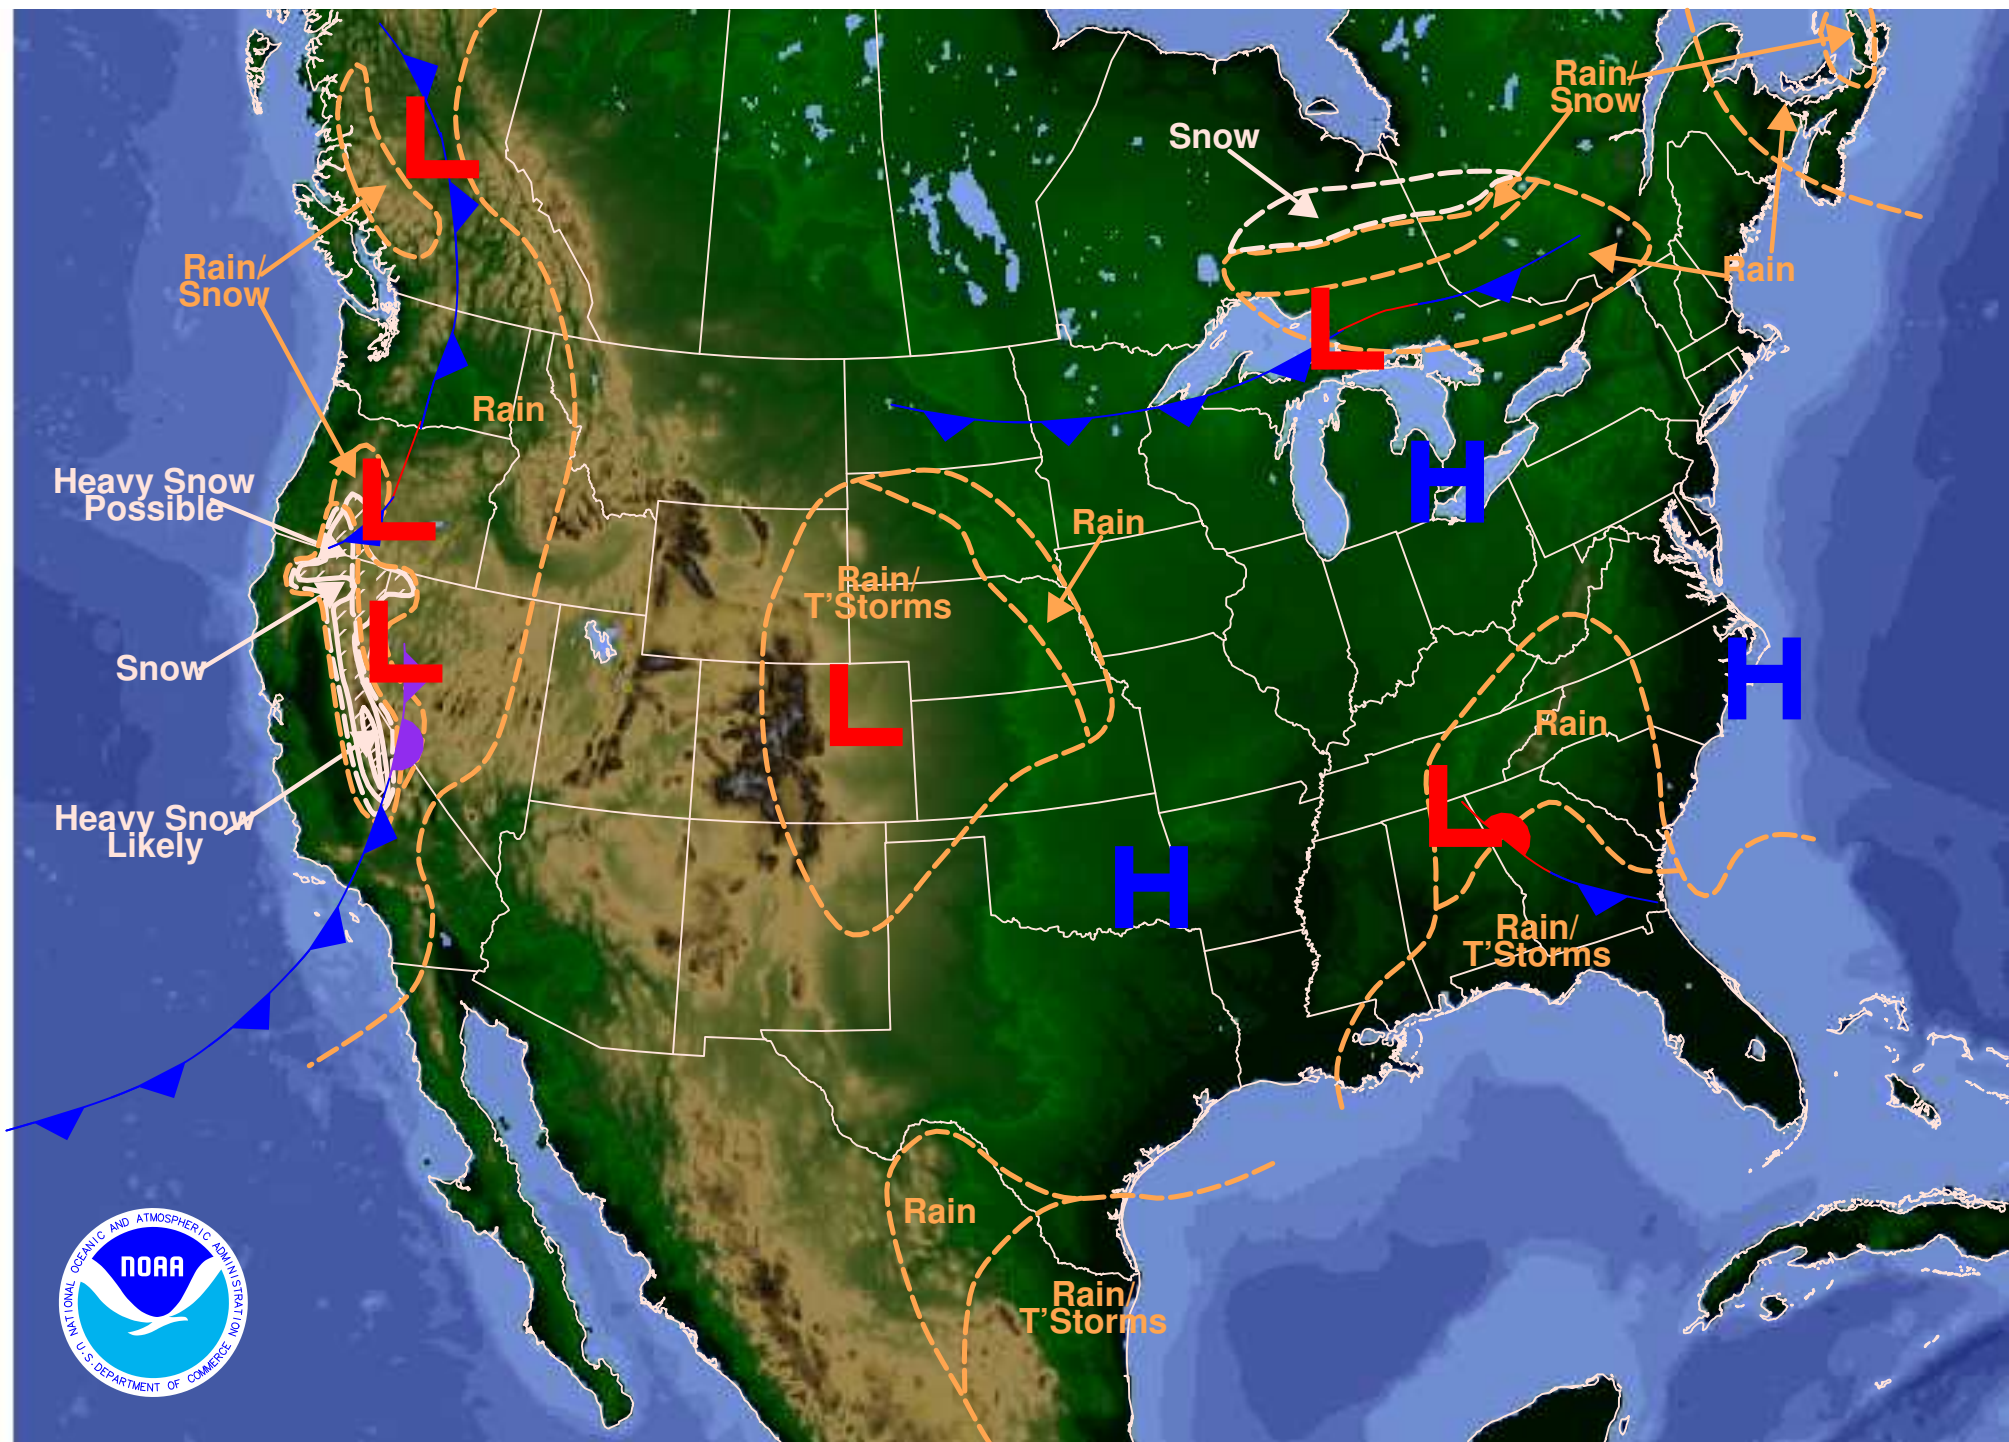 Rain/
Snow
Snow
L
Rain/
Snow
Rain
L
Rain
H
Heavy Snow
Possible
L
Rain
Rain/
T'Storms
Snow
L
L
H
Rain
Heavy Snow
Likely
L
H
Rain/
T'Storms
Rain
Rain/
T'Storms
NATIONAL OCEANIC AND ATMOSPHERIC ADMINISTRATION
NOAA
U.S. DEPARTMENT OF COMMERCE